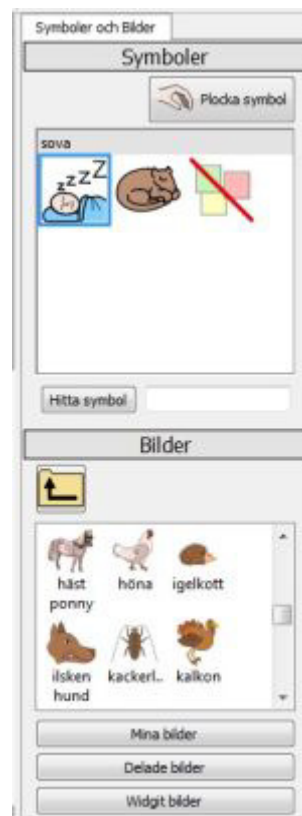 Symboler och Bilder
Symboler
Plocka symbol
sova
zzzZZ
Hitta symbol
Bilder
häst
ponny
höna
igelkott
ilsken
hund
kackerl..
kalkon
Mina bilder
Delade bilder
Widgit bilder